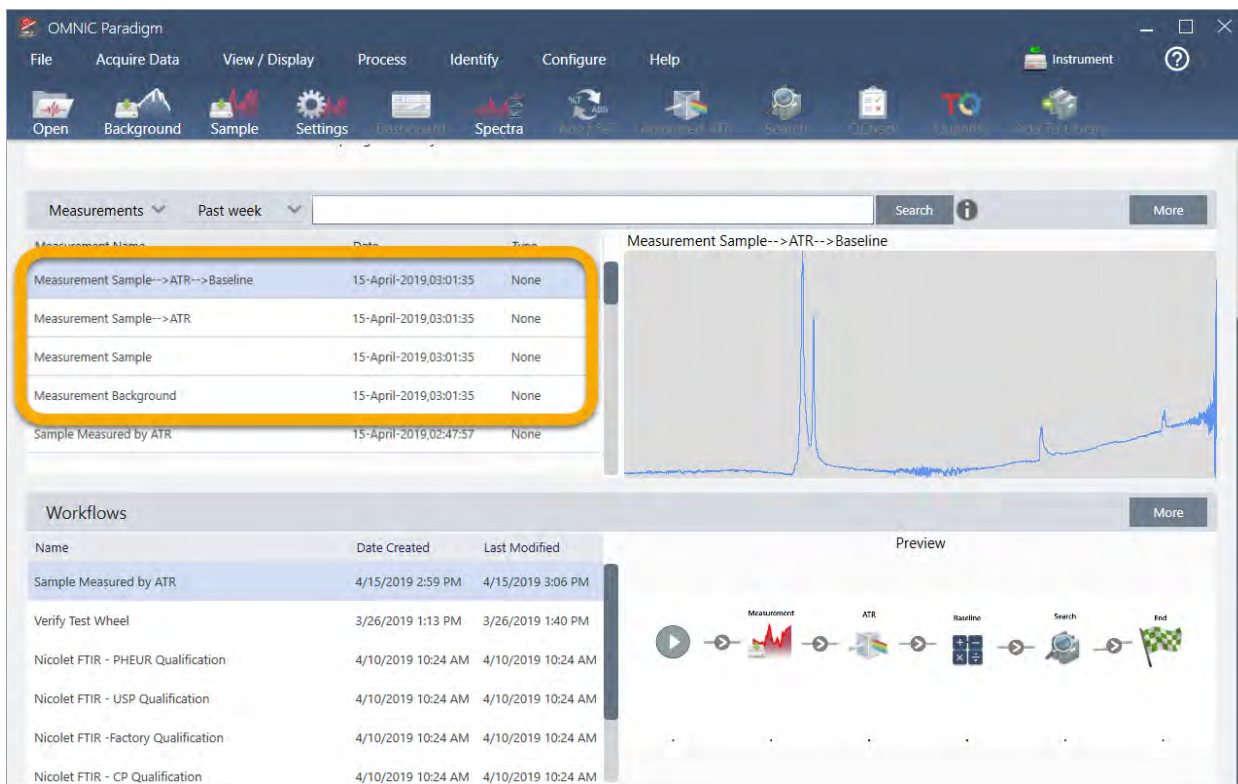 OMNIC Paradigm
File Acquire Data View / Display Process Identify Configure Help Instrument
Open Background Sample Settings Dashboard Spectra Advanced ATR Search QCheck Quantify Add To Library
%T ABS
TQ
Measurements Past week Search More
Measurement Name Date Type
Measurement Sample-->ATR-->Baseline 15-April-2019,03:01:35 None
Measurement Sample-->ATR 15-April-2019,03:01:35 None
Measurement Sample 15-April-2019,03:01:35 None
Measurement Background 15-April-2019,03:01:35 None
Sample Measured by ATR 15-April-2019,02:47:57 None
Measurement Sample-->ATR-->Baseline
Workflows More
Name Date Created Last Modified
Sample Measured by ATR 4/15/2019 2:59 PM 4/15/2019 3:06 PM
Verify Test Wheel 3/26/2019 1:13 PM 3/26/2019 1:40 PM
Nicolet FTIR - PHEUR Qualification 4/10/2019 10:24 AM 4/10/2019 10:24 AM
Nicolet FTIR - USP Qualification 4/10/2019 10:24 AM 4/10/2019 10:24 AM
Nicolet FTIR -Factory Qualification 4/10/2019 10:24 AM 4/10/2019 10:24 AM
Nicolet FTIR - CP Qualification 4/10/2019 10:24 AM 4/10/2019 10:24 AM
Preview
Measurement ATR Baseline Search End